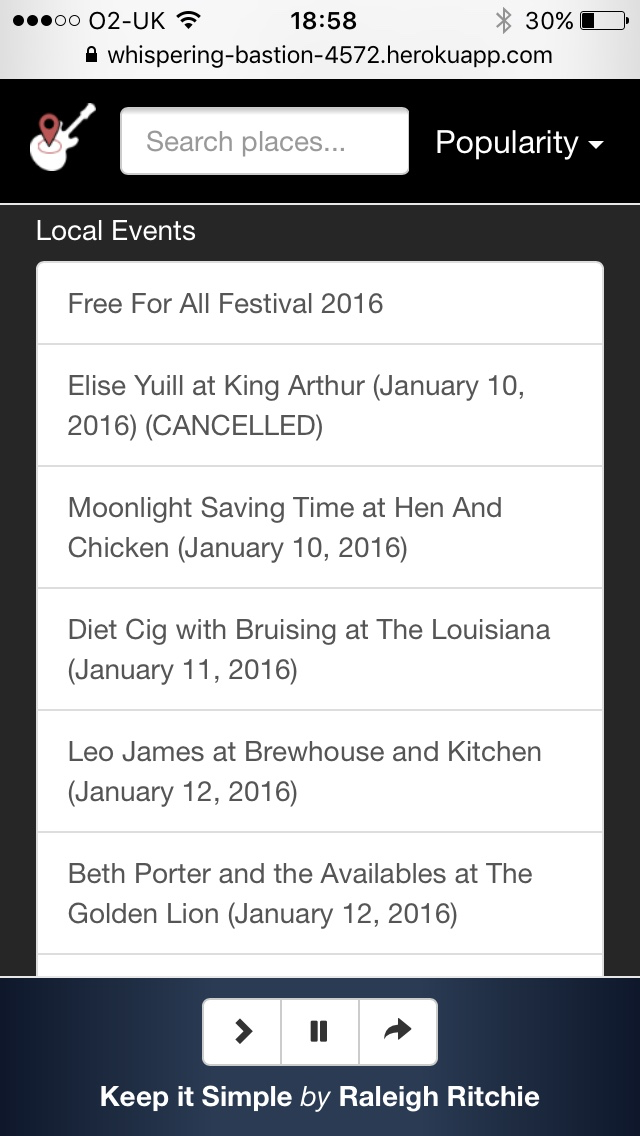 O2-UK 18:58 30%
whispering-bastion-4572.herokuapp.com
Search places... Popularity
Local Events
Free For All Festival 2016
Elise Yuill at King Arthur (January 10,
2016) (CANCELLED)
Moonlight Saving Time at Hen And
Chicken (January 10, 2016)
Diet Cig with Bruising at The Louisiana
(January 11, 2016)
Leo James at Brewhouse and Kitchen
(January 12, 2016)
Beth Porter and the Availables at The
Golden Lion (January 12, 2016)
Keep it Simple by Raleigh Ritchie